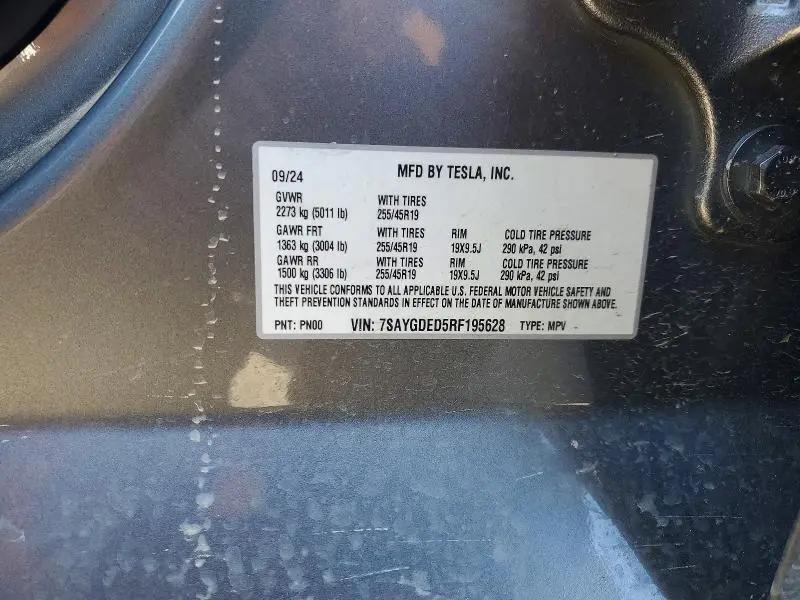 09/24 MFD BY TESLA, INC.
GVWR WITH TIRES
2273 kg (5011 lb) 255/45R19
GAWR FRT WITH TIRES RIM COLD TIRE PRESSURE
1363 kg (3004 lb) 255/45R19 19X9.5J 290 kPa, 42 psi
GAWR RR WITH TIRES RIM COLD TIRE PRESSURE
1500 kg (3306 lb) 255/45R19 19X9.5J 290 kPa, 42 psi
THIS VEHICLE CONFORMS TO ALL APPLICABLE U.S. FEDERAL MOTOR VEHICLE SAFETY AND
THEFT PREVENTION STANDARDS IN EFFECT ON THE DATE OF MANUFACTURE SHOWN ABOVE.
PNT: PN00 VIN: 7SAYGDED5RF195628 TYPE: MPV